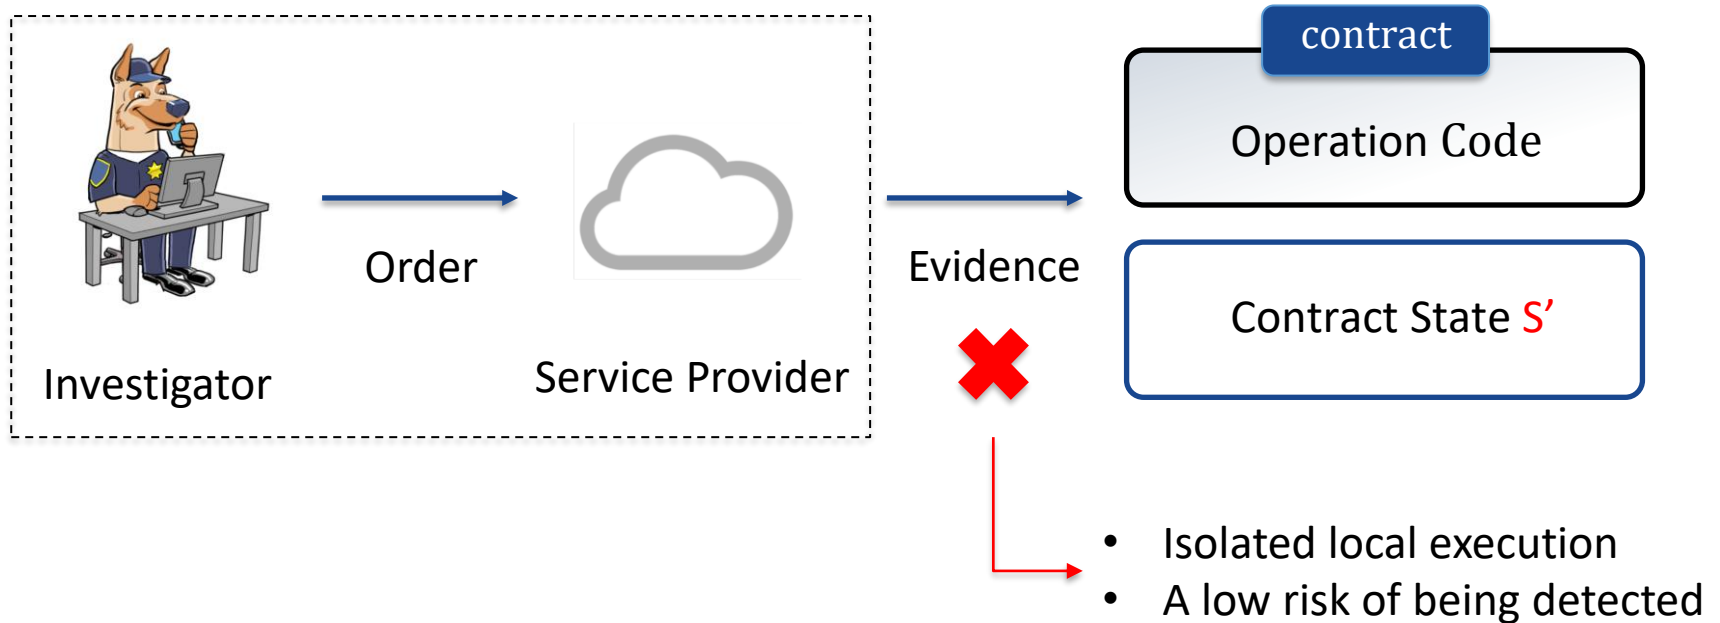 contract
Operation Code
Order
Evidence
Contract State S’
Investigator
Service Provider
• Isolated local execution
• A low risk of being detected